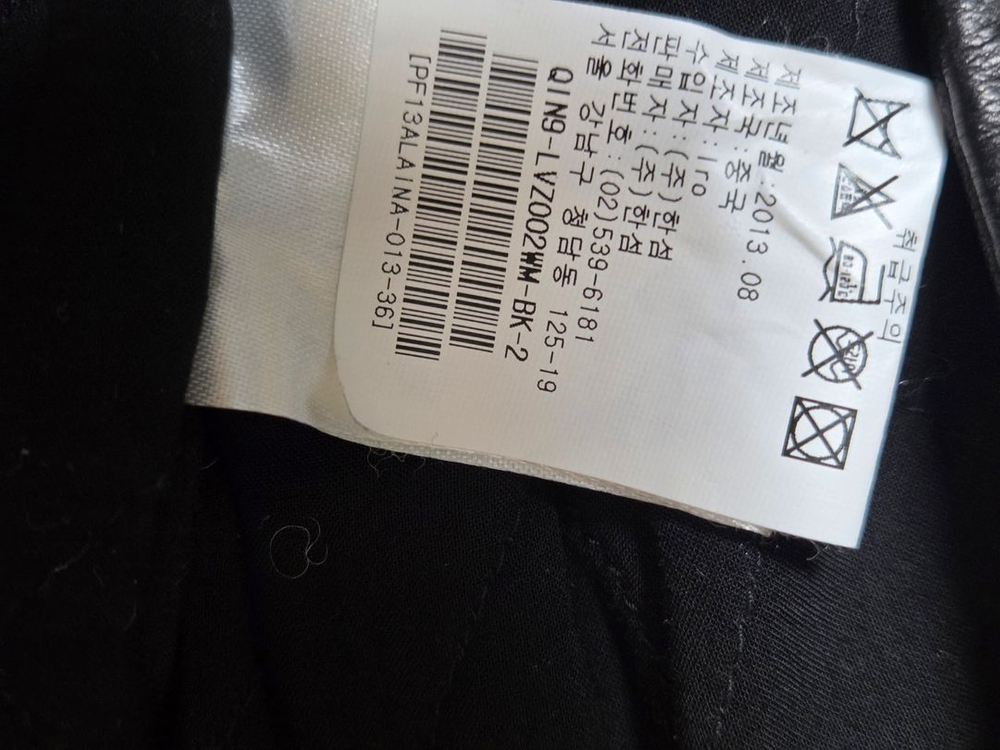 취급주의
제조년월:2013.08
제조국:중국
제조자:Iro
수입자:(주)한섬
판매자:(주)한섬
전화번호:(02)539-6181
서울 강남구 청담동 125-19
QIN9-LVZ002WM-BK-2
[PF13ALAINA-013-36]